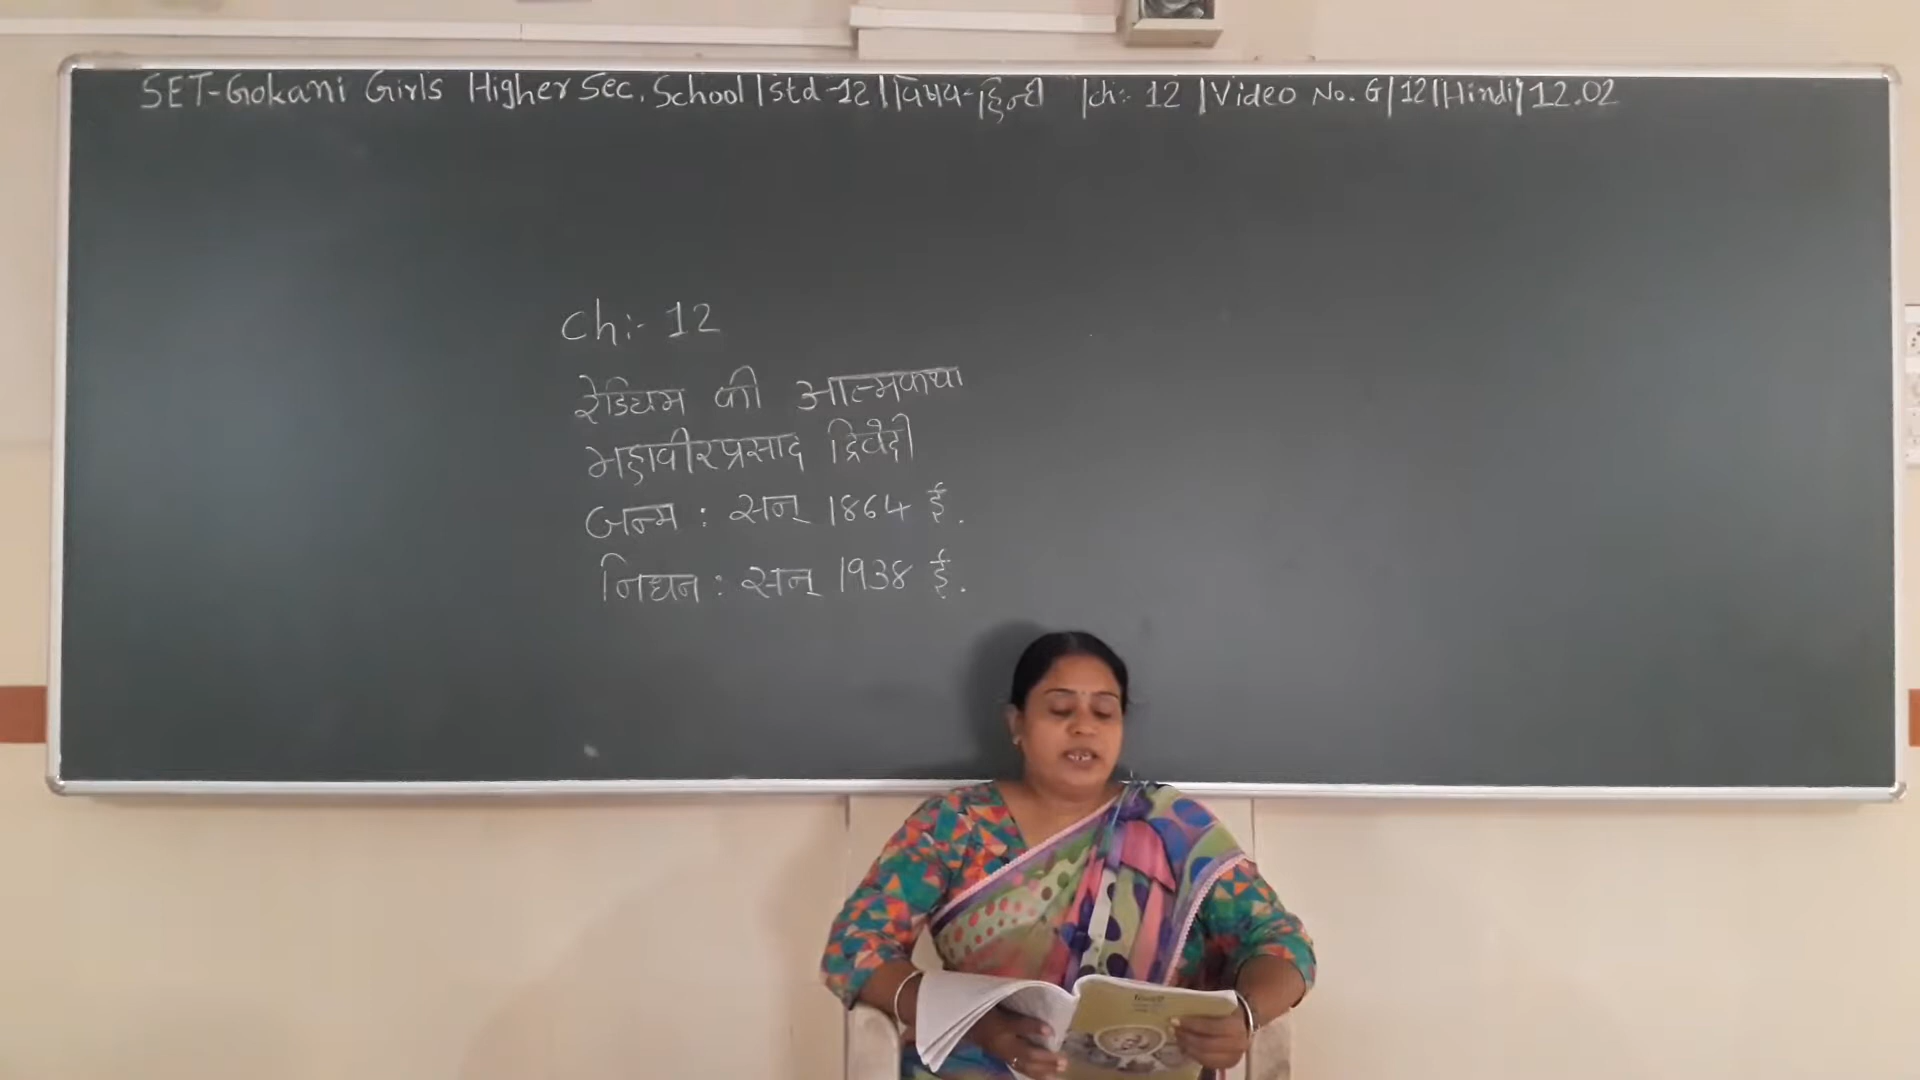 SET-Gokani Girls Higher Sec. School | std-12 | विषय-हिन्दी | ch:- 12 | Video No. G/12/Hindi/12.02
Ch:- 12
रेडियम की आत्मकथा
महावीरप्रसाद द्विवेदी
जन्म : सन् 1864 ई.
निधन : सन् 1938 ई.